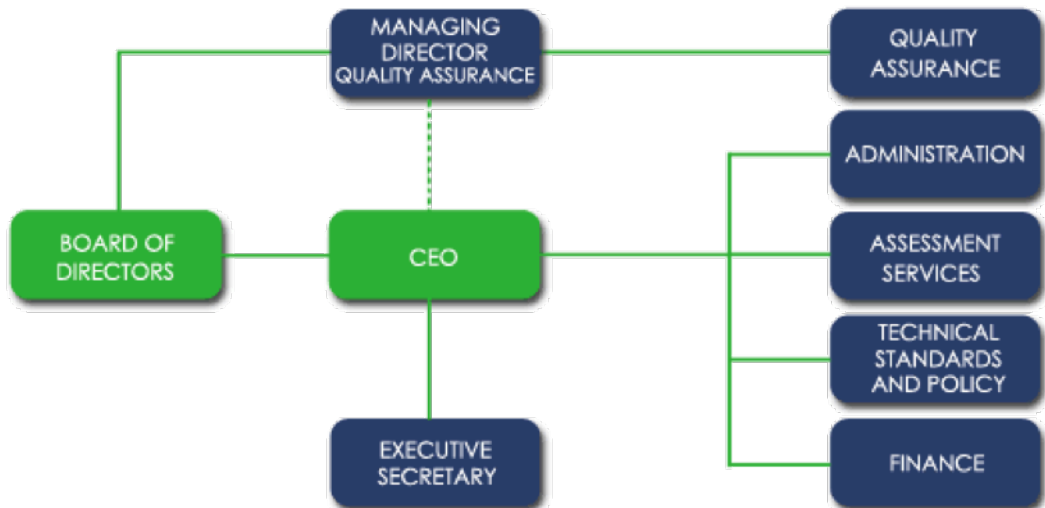 MANAGING
DIRECTOR
QUALITY ASSURANCE
QUALITY
ASSURANCE
ADMINISTRATION
BOARD OF
DIRECTORS
CEO
ASSESSMENT
SERVICES
TECHNICAL
STANDARDS
AND POLICY
EXECUTIVE
SECRETARY
FINANCE